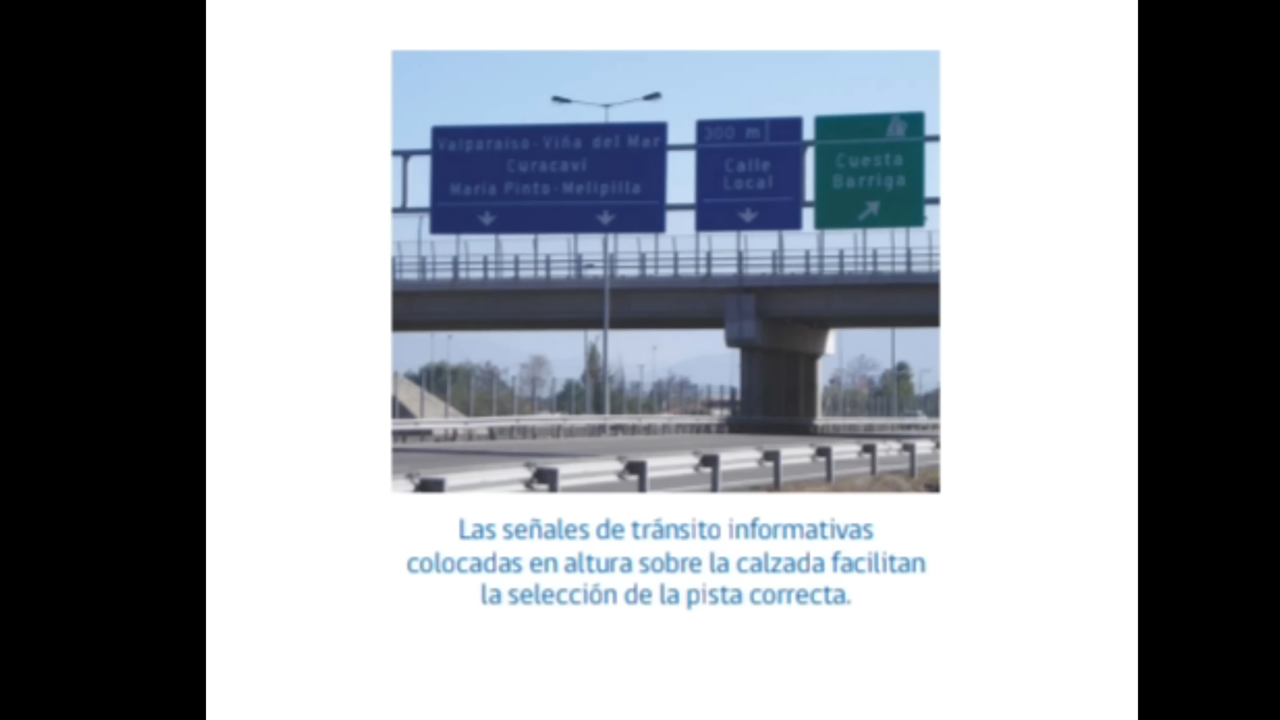 Valparaíso-Viña del Mar
Curacaví
María Pinto-Melipilla
300 m
Calle
Local
Cuesta
Barriga
Las señales de tránsito informativas
colocadas en altura sobre la calzada facilitan
la selección de la pista correcta.